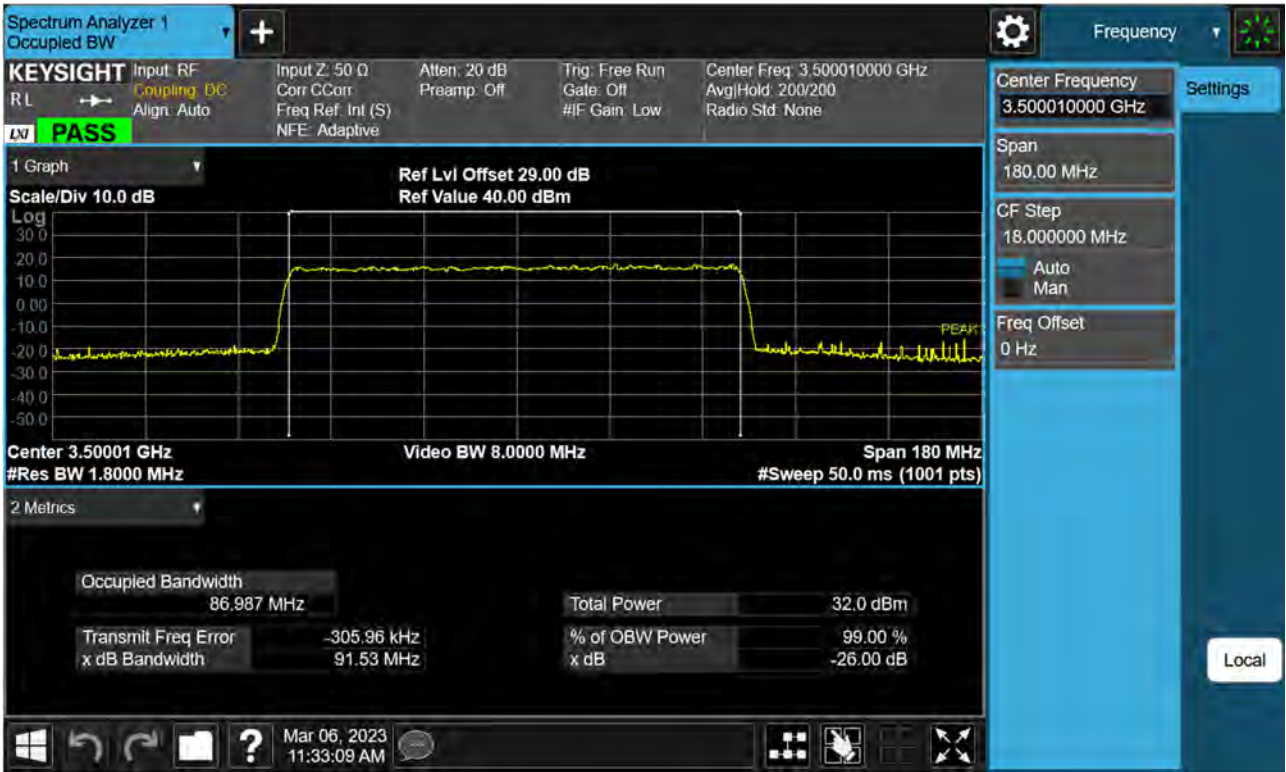 Spectrum Analyzer 1
Occupied BW
+
Frequency
KEYSIGHT
R L
LXI
PASS
Input: RF
Coupling: DC
Align: Auto
Input Z: 50 Ω
Corr CCorr
Freq Ref: Int (S)
NFE: Adaptive
Atten: 20 dB
Preamp: Off
Trig: Free Run
Gate: Off
#IF Gain: Low
Center Freq: 3.500010000 GHz
Avg|Hold: 200/200
Radio Std: None
Center Frequency
3.500010000 GHz
Settings
Span
180.00 MHz
CF Step
18.000000 MHz
Auto
Man
Freq Offset
0 Hz
1 Graph
Scale/Div 10.0 dB
Ref Lvl Offset 29.00 dB
Ref Value 40.00 dBm
Log
30.0
20.0
10.0
0.00
-10.0
-20.0
-30.0
-40.0
-50.0
PEAK
Center 3.50001 GHz
Video BW 8.0000 MHz
Span 180 MHz
#Res BW 1.8000 MHz
#Sweep 50.0 ms (1001 pts)
2 Metrics
Occupied Bandwidth
86.987 MHz
Total Power 32.0 dBm
Transmit Freq Error -305.96 kHz
% of OBW Power 99.00 %
x dB Bandwidth 91.53 MHz
x dB -26.00 dB
Local
?
Mar 06, 2023
11:33:09 AM